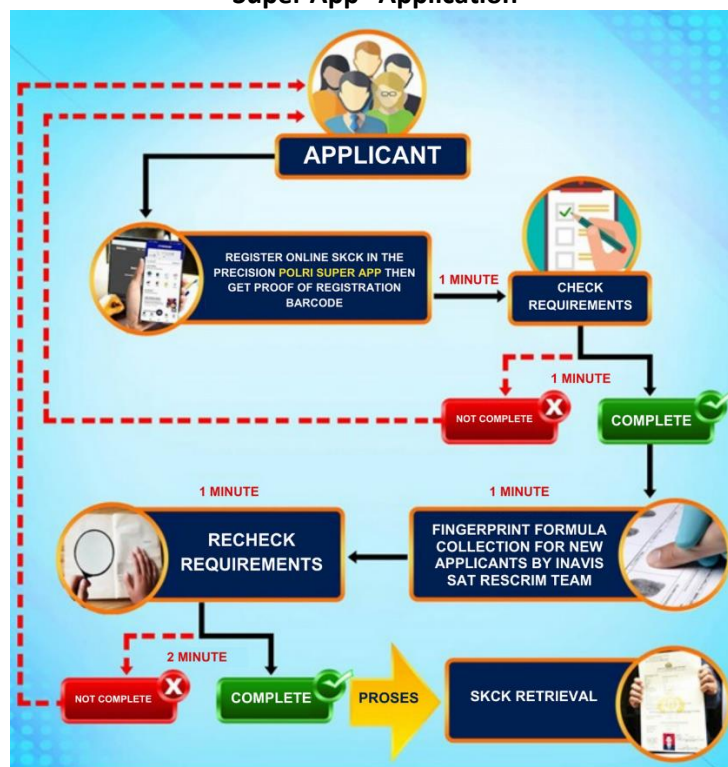 Super App" Application
APPLICANT
REGISTER ONLINE SKCK IN THE
PRECISION POLRI SUPER APP THEN
GET PROOF OF REGISTRATION
BARCODE
1 MINUTE
CHECK
REQUIREMENTS
1 MINUTE
NOT COMPLETE
COMPLETE
1 MINUTE
1 MINUTE
RECHECK
REQUIREMENTS
FINGERPRINT FORMULA
COLLECTION FOR NEW
APPLICANTS BY INAVIS
SAT RESCRIM TEAM
2 MINUTE
NOT COMPLETE
COMPLETE
PROSES
SKCK RETRIEVAL